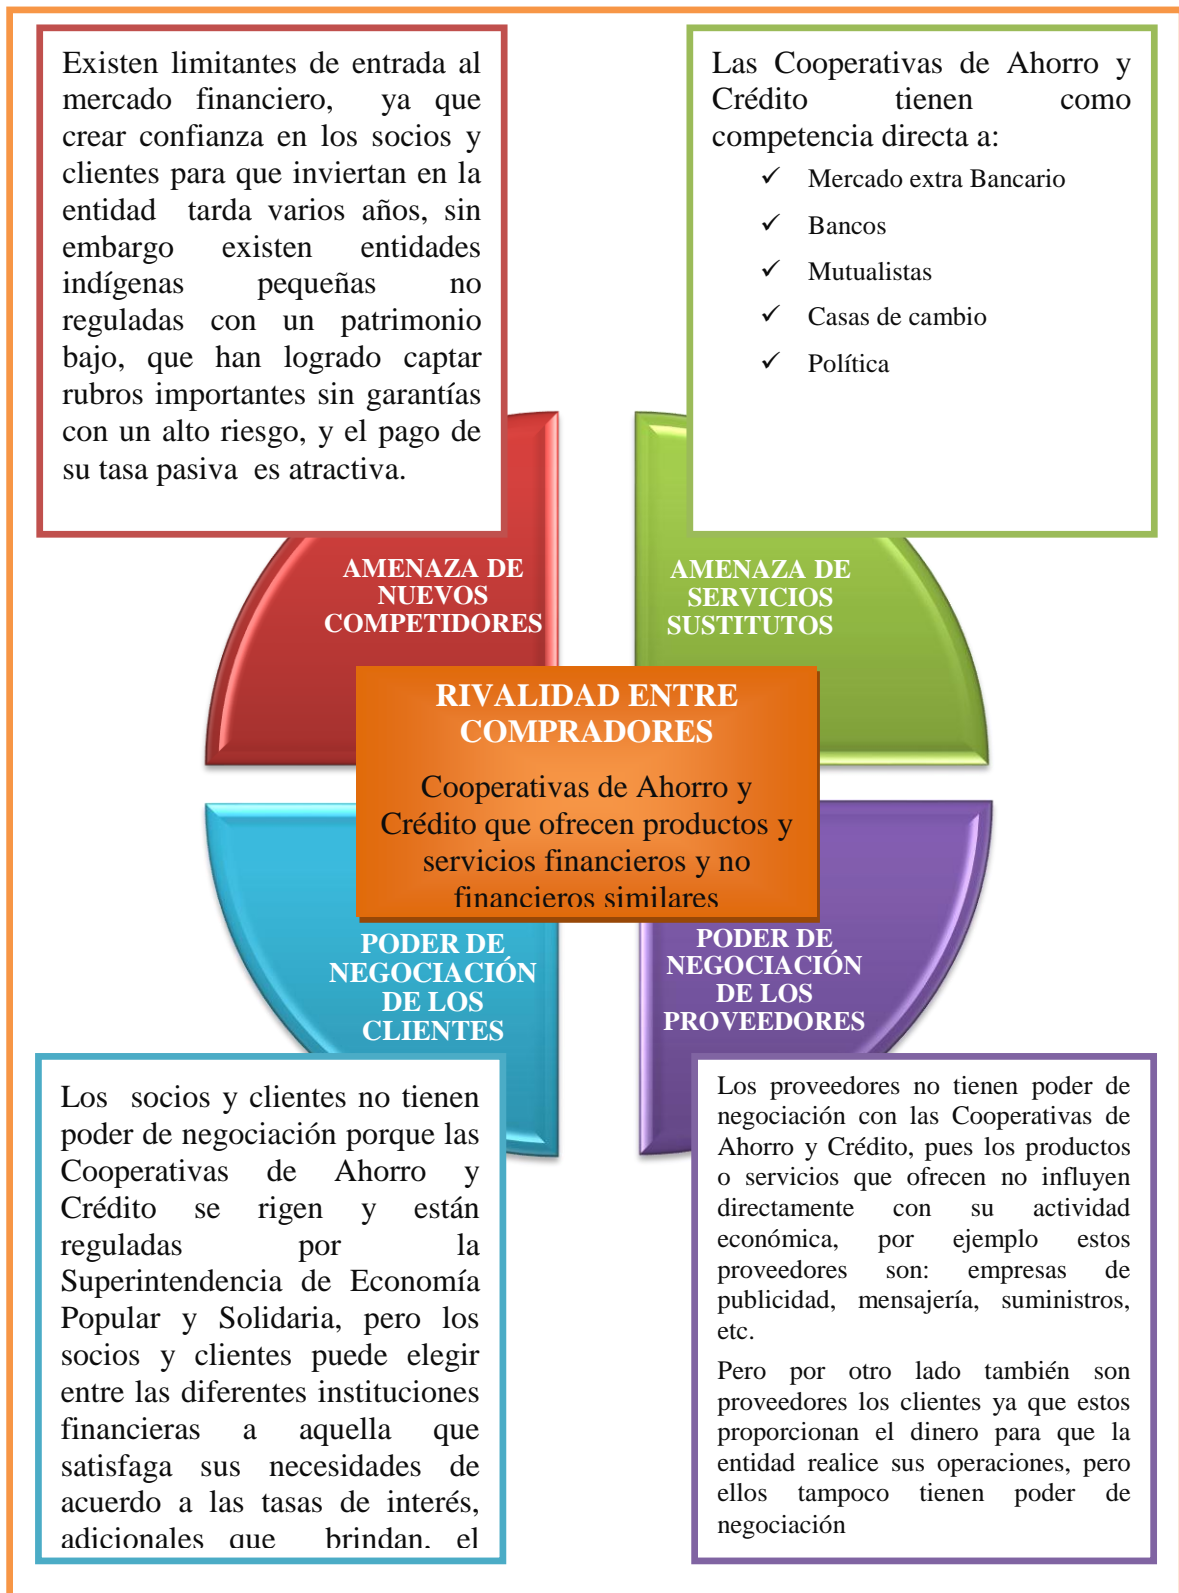 Existen limitantes de entrada al
mercado financiero, ya que
crear confianza en los socios y
clientes para que inviertan en la
entidad tarda varios años, sin
embargo existen entidades
indígenas pequeñas no
reguladas con un patrimonio
bajo, que han logrado captar
rubros importantes sin garantías
con un alto riesgo, y el pago de
su tasa pasiva es atractiva.
Las Cooperativas de Ahorro y
Crédito tienen como
competencia directa a:
✓ Mercado extra Bancario
✓ Bancos
✓ Mutualistas
✓ Casas de cambio
✓ Política
AMENAZA DE
NUEVOS
COMPETIDORES
AMENAZA DE
SERVICIOS
SUSTITUTOS
RIVALIDAD ENTRE
COMPRADORES
Cooperativas de Ahorro y
Crédito que ofrecen productos y
servicios financieros y no
financieros similares
PODER DE
NEGOCIACIÓN
DE LOS
CLIENTES
PODER DE
NEGOCIACIÓN
DE LOS
PROVEEDORES
Los socios y clientes no tienen
poder de negociación porque las
Cooperativas de Ahorro y
Crédito se rigen y están
reguladas por la
Superintendencia de Economía
Popular y Solidaria, pero los
socios y clientes puede elegir
entre las diferentes instituciones
financieras a aquella que
satisfaga sus necesidades de
acuerdo a las tasas de interés,
adicionales que brindan, el
Los proveedores no tienen poder de
negociación con las Cooperativas de
Ahorro y Crédito, pues los productos
o servicios que ofrecen no influyen
directamente con su actividad
económica, por ejemplo estos
proveedores son: empresas de
publicidad, mensajería, suministros,
etc.
Pero por otro lado también son
proveedores los clientes ya que estos
proporcionan el dinero para que la
entidad realice sus operaciones, pero
ellos tampoco tienen poder de
negociación